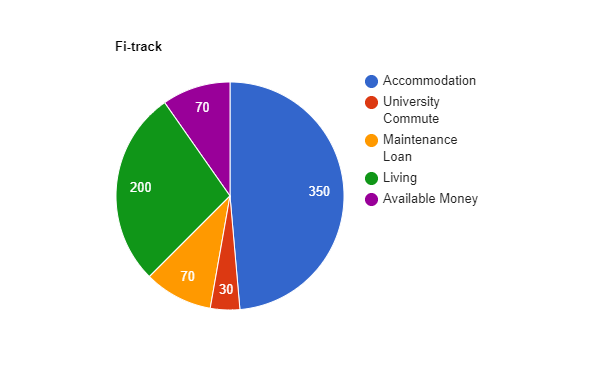 Fi-track
Accommodation
University
Commute
Maintenance
Loan
Living
Available Money
70
350
200
70
30